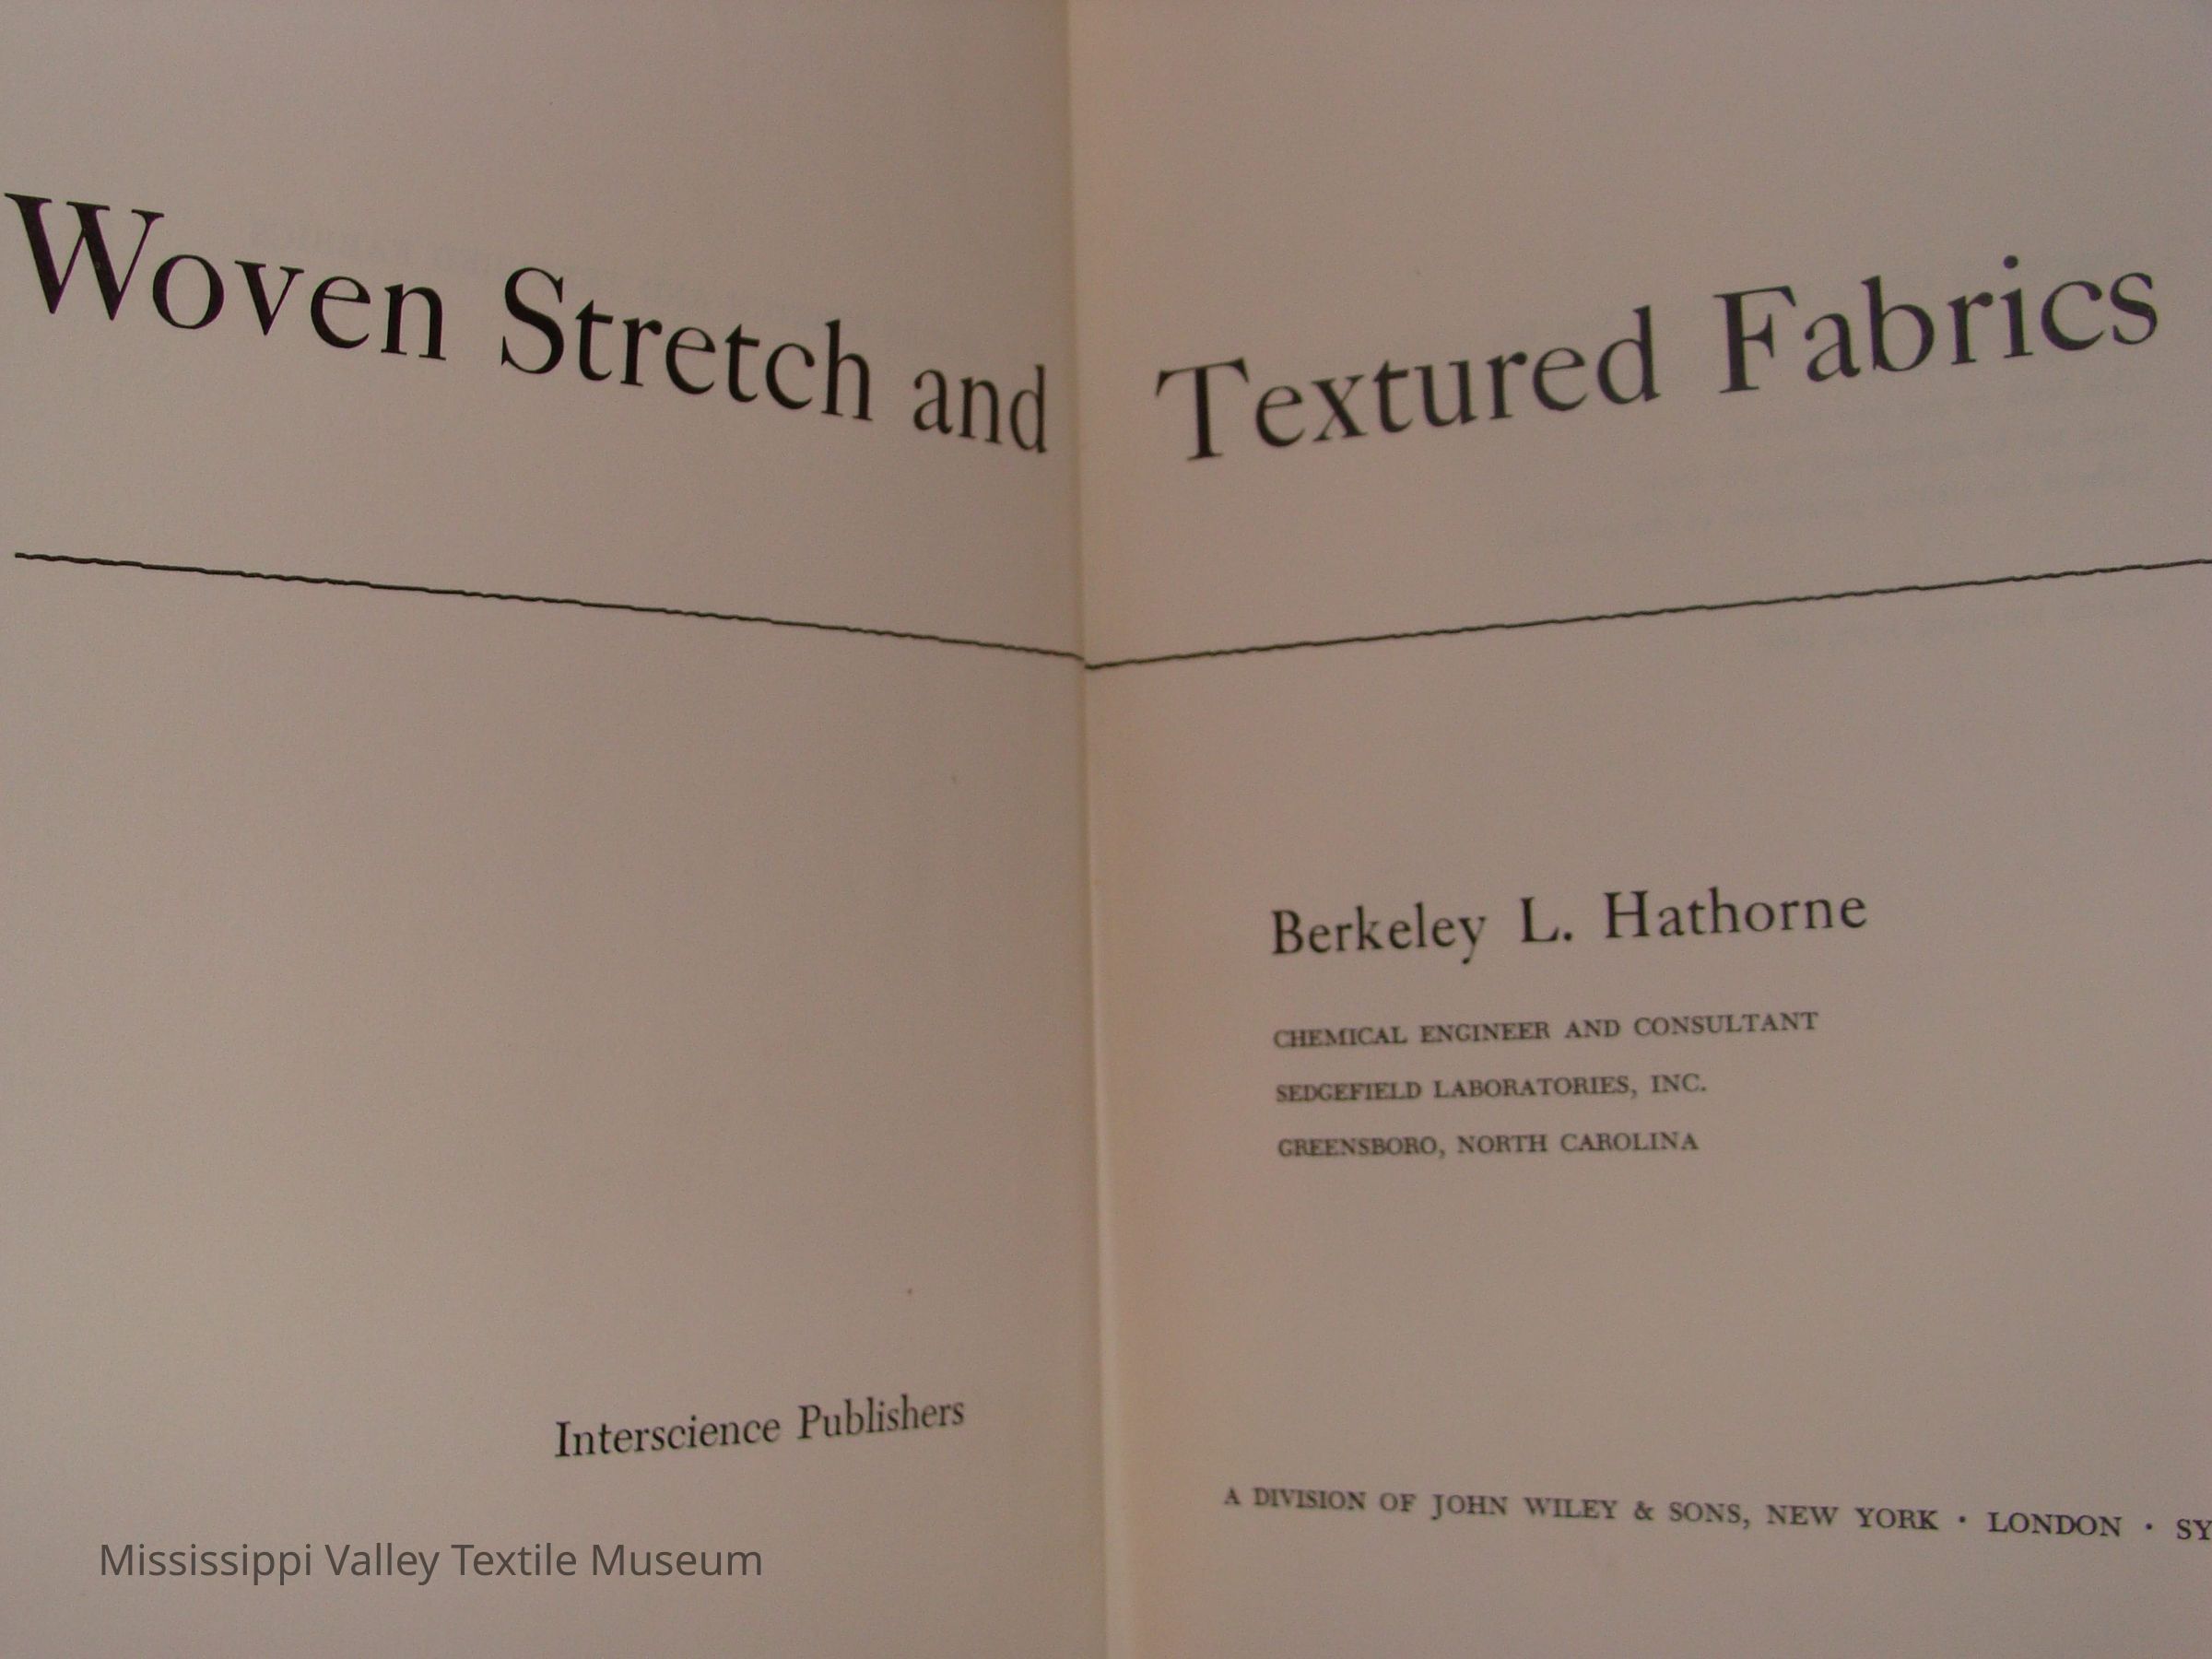 Woven Stretch and Textured Fabrics
Berkeley L. Hathorne
CHEMICAL ENGINEER AND CONSULTANT
SEDGEFIELD LABORATORIES, INC.
GREENSBORO, NORTH CAROLINA
Interscience Publishers
A DIVISION OF JOHN WILEY & SONS, NEW YORK · LONDON · SY
Mississippi Valley Textile Museum